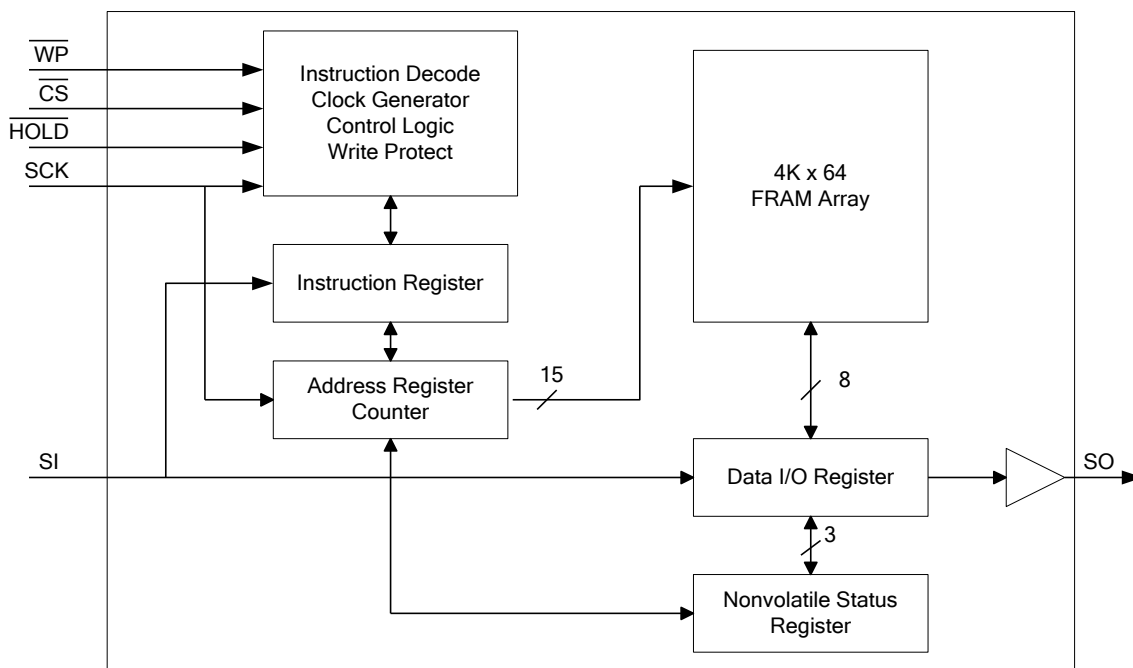 WP
CS
HOLD
SCK
Instruction Decode
Clock Generator
Control Logic
Write Protect
4K x 64
FRAM Array
Instruction Register
Address Register
Counter
15
8
SI
Data I/O Register
SO
3
Nonvolatile Status
Register